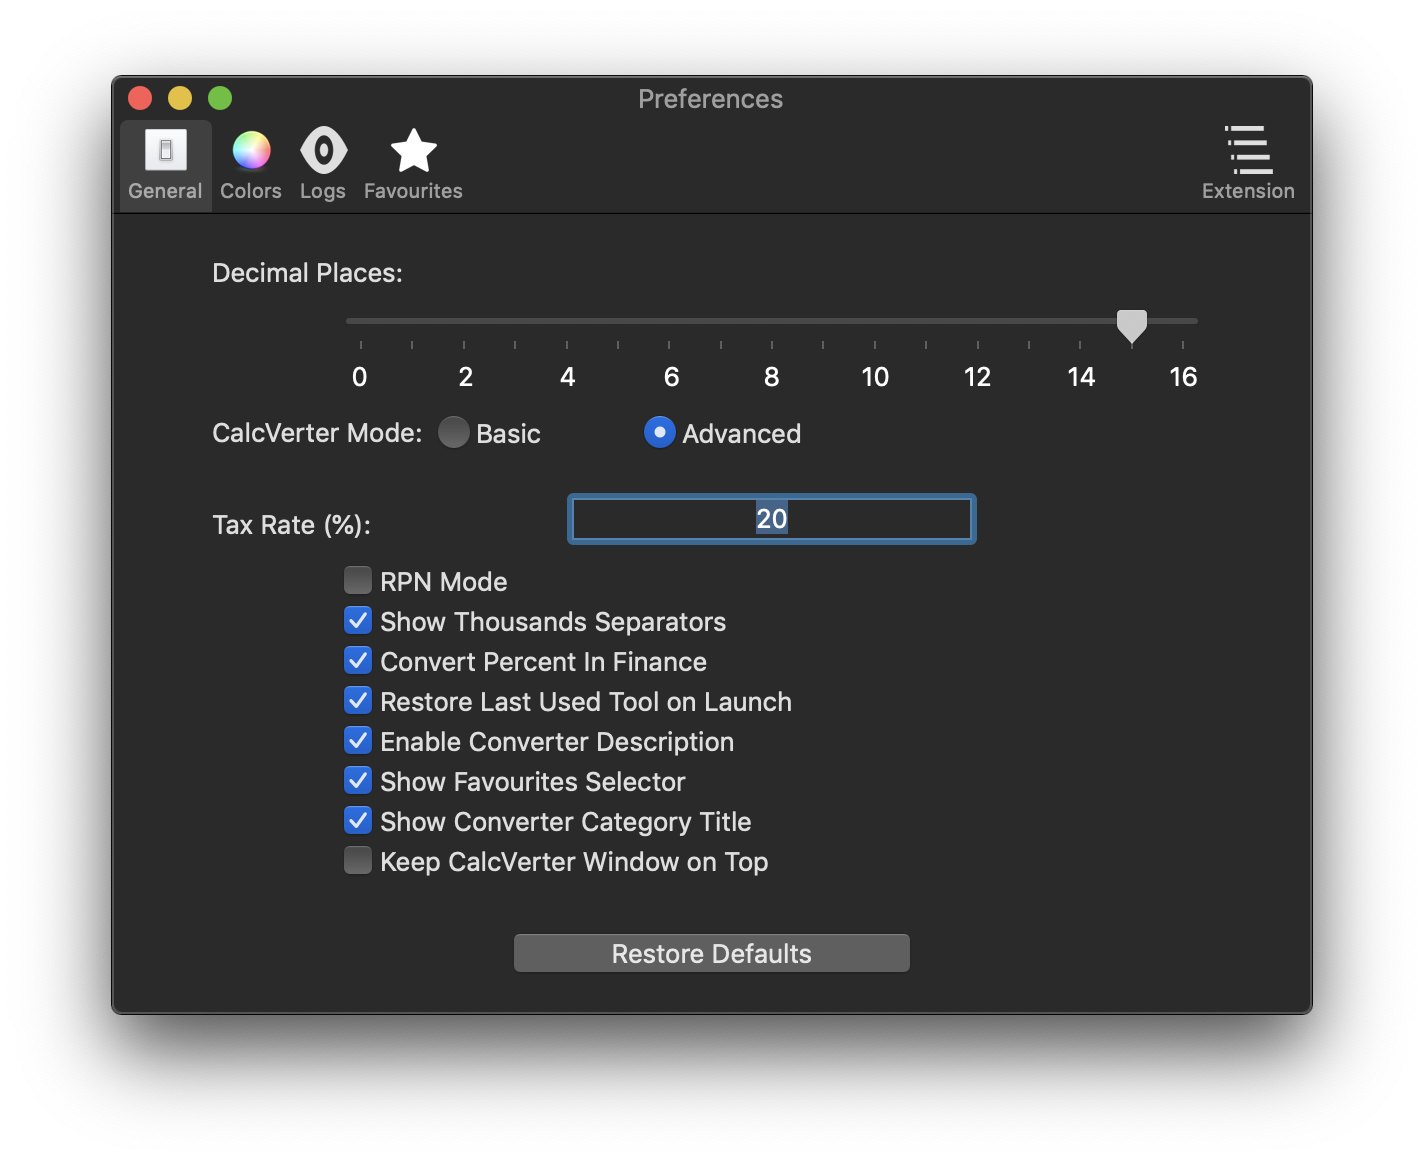 Preferences
General Colors Logs Favourites Extension
Decimal Places:
0 2 4 6 8 10 12 14 16
CalcVerter Mode: Basic Advanced
Tax Rate (%): 20
RPN Mode
Show Thousands Separators
Convert Percent In Finance
Restore Last Used Tool on Launch
Enable Converter Description
Show Favourites Selector
Show Converter Category Title
Keep CalcVerter Window on Top
Restore Defaults